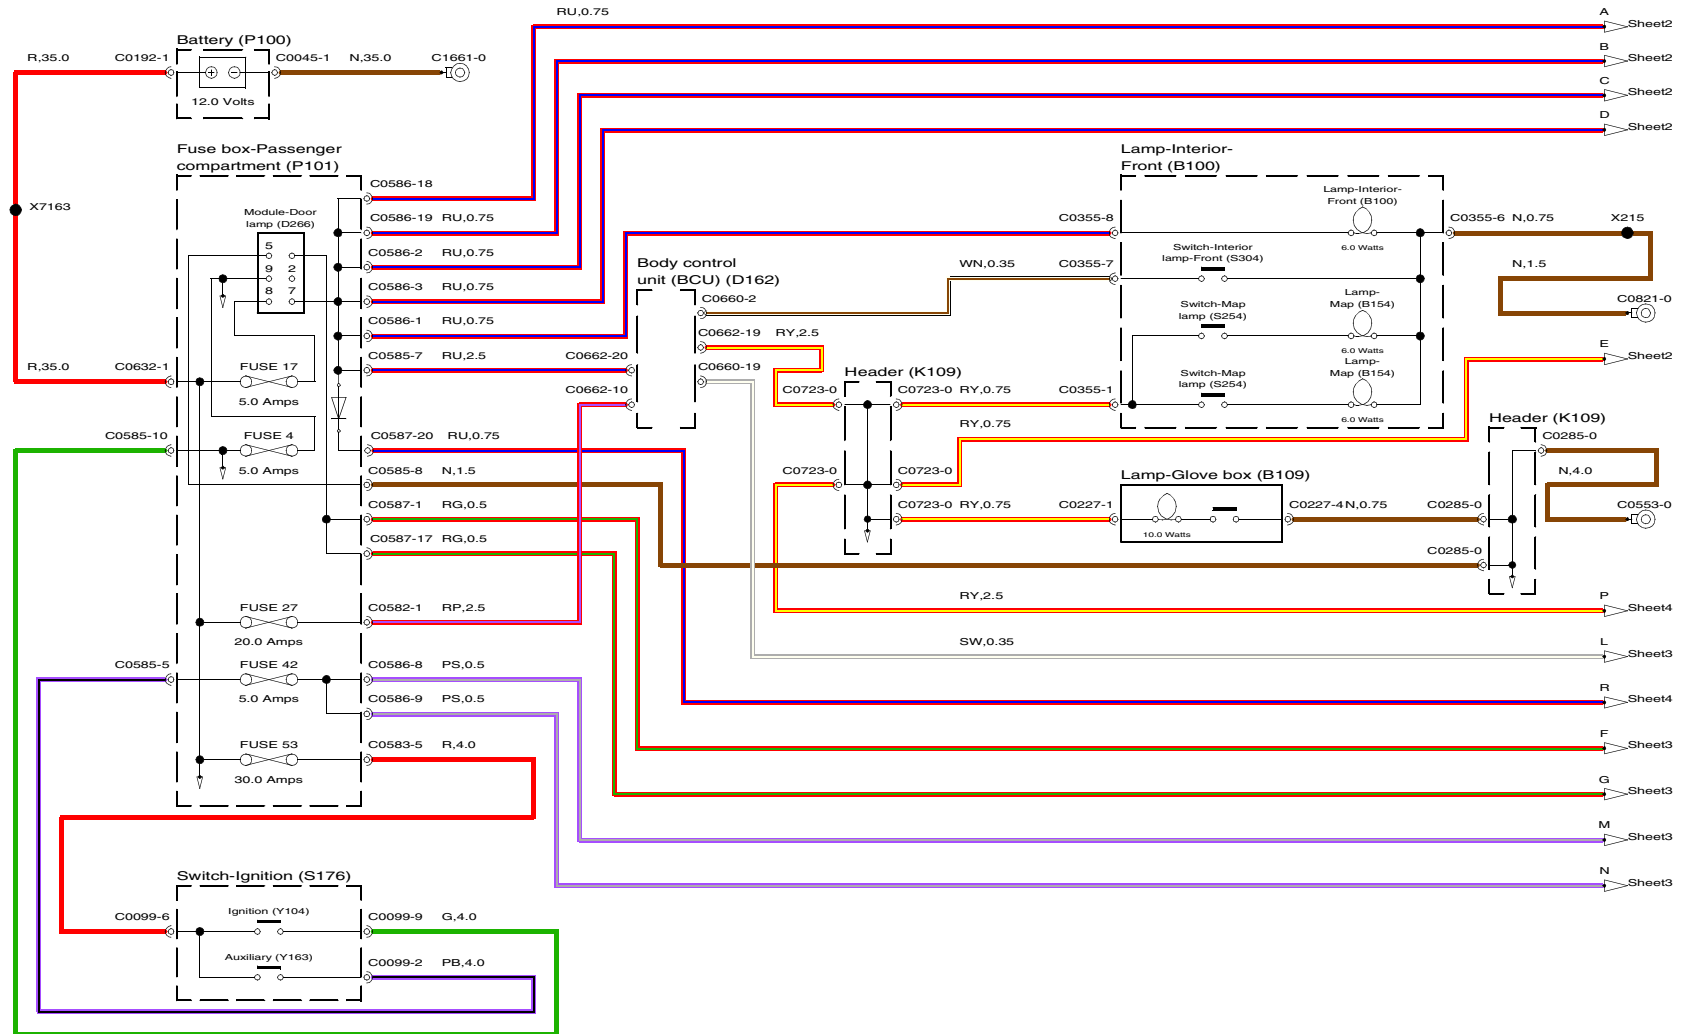 RU,0.75
A
Sheet2
Battery (P100)
R,35.0
C0192-1
C0045-1
N,35.0
C1661-0
12.0 Volts
B
Sheet2
C
Sheet2
D
Sheet2
Fuse box-Passenger
compartment (P101)
X7163
Module-Door
lamp (D266)
5
9
2
8
7
C0586-18
C0586-19 RU,0.75
C0586-2 RU,0.75
C0586-3 RU,0.75
C0586-1 RU,0.75
C0585-7 RU,2.5
R,35.0
C0632-1
FUSE 17
5.0 Amps
C0585-10
FUSE 4
5.0 Amps
C0587-20 RU,0.75
C0585-8 N,1.5
C0587-1 RG,0.5
C0587-17 RG,0.5
FUSE 27
20.0 Amps
C0582-1 RP,2.5
C0585-5
FUSE 42
5.0 Amps
C0586-8 PS,0.5
C0586-9 PS,0.5
FUSE 53
30.0 Amps
C0583-5 R,4.0
Body control
unit (BCU) (D162)
C0660-2
C0662-19 RY,2.5
C0662-20
C0660-19
C0662-10
WN,0.35
Lamp-Interior-
Front (B100)
C0355-8
C0355-7
Lamp-Interior-
Front (B100)
6.0 Watts
Switch-Interior
lamp-Front (S304)
Switch-Map
lamp (S254)
Lamp-
Map (B154)
6.0 Watts
Switch-Map
lamp (S254)
Lamp-
Map (B154)
6.0 Watts
C0355-6 N,0.75
X215
N,1.5
C0821-0
E
Sheet2
Header (K109)
C0723-0
C0723-0 RY,0.75
C0355-1
RY,0.75
C0723-0
C0723-0
C0723-0 RY,0.75
C0227-1
Lamp-Glove box (B109)
10.0 Watts
C0227-4 N,0.75
C0285-0
Header (K109)
C0285-0
N,4.0
C0553-0
C0285-0
RY,2.5
P
Sheet4
SW,0.35
L
Sheet3
R
Sheet4
F
Sheet3
G
Sheet3
M
Sheet3
N
Sheet3
Switch-Ignition (S176)
C0099-6
Ignition (Y104)
C0099-9 G,4.0
Auxiliary (Y163)
C0099-2 PB,4.0